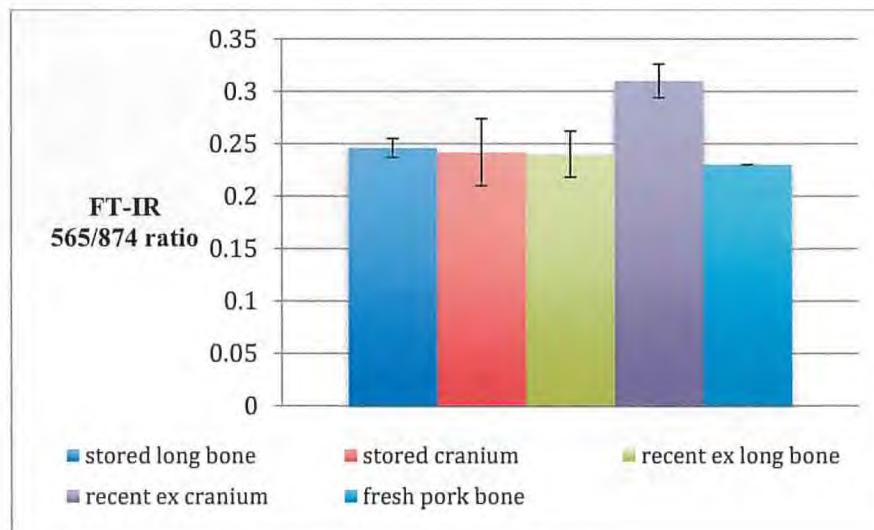 0.35
0.3
0.25
0.2
0.15
0.1
0.05
0
FT-IR
565/874 ratio
stored long bone
stored cranium
recent ex long bone
recent ex cranium
fresh pork bone